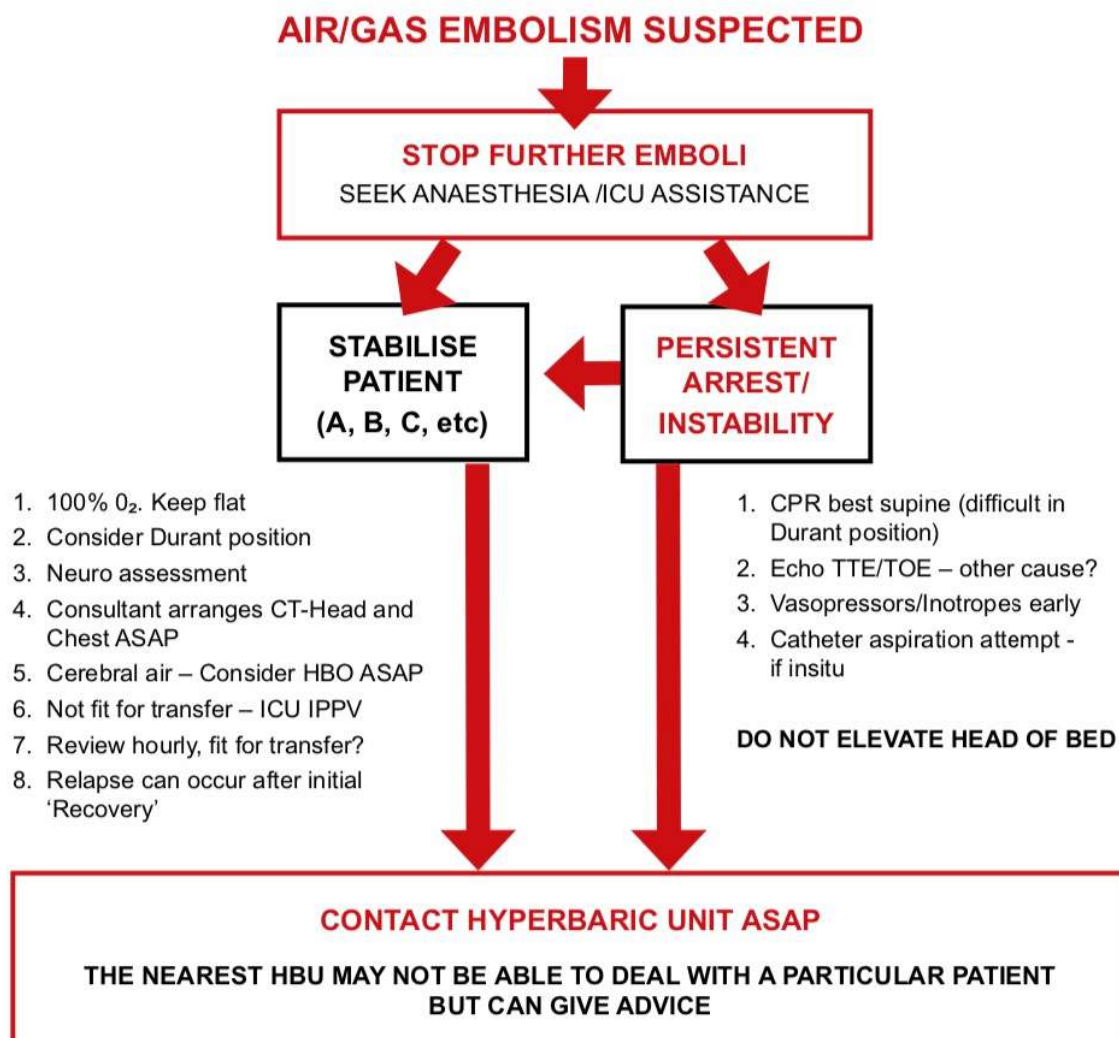 AIR/GAS EMBOLISM SUSPECTED
STOP FURTHER EMBOLI
SEEK ANAESTHESIA /ICU ASSISTANCE
STABILISE
PATIENT
(A, B, C, etc)
PERSISTENT
ARREST/
INSTABILITY
1. 100% 0₂. Keep flat
2. Consider Durant position
3. Neuro assessment
4. Consultant arranges CT-Head and
Chest ASAP
5. Cerebral air – Consider HBO ASAP
6. Not fit for transfer – ICU IPPV
7. Review hourly, fit for transfer?
8. Relapse can occur after initial
‘Recovery’
1. CPR best supine (difficult in
Durant position)
2. Echo TTE/TOE – other cause?
3. Vasopressors/Inotropes early
4. Catheter aspiration attempt -
if insitu
DO NOT ELEVATE HEAD OF BED
CONTACT HYPERBARIC UNIT ASAP
THE NEAREST HBU MAY NOT BE ABLE TO DEAL WITH A PARTICULAR PATIENT
BUT CAN GIVE ADVICE